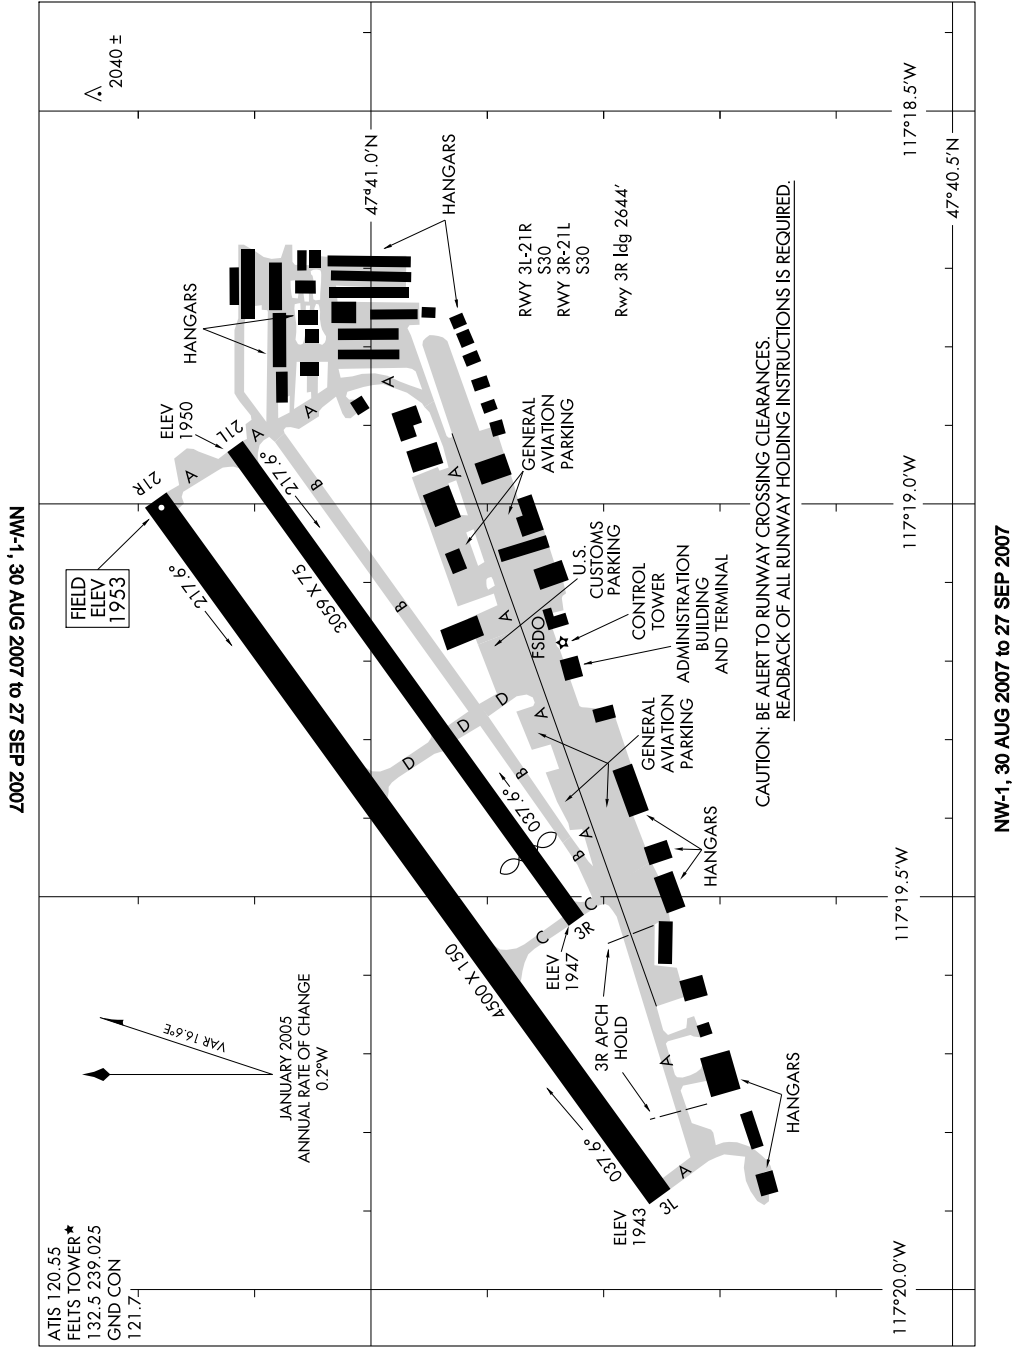 ATIS 120.55
FELTS TOWER★
132.5 239.025
GND CON
121.7
2040 ±
47°41.0'N
47°40.5'N
117°18.5'W
117°19.0'W
117°19.5'W
117°20.0'W
HANGARS
HANGARS
RWY 3L-21R
S30
RWY 3R-21L
S30
Rwy 3R ldg 2644'
CAUTION: BE ALERT TO RUNWAY CROSSING CLEARANCES.
READBACK OF ALL RUNWAY HOLDING INSTRUCTIONS IS REQUIRED.
ELEV
1950
21R
21L
FIELD
ELEV
1953
217.6°
217.6°
3059 X 75
4500 X 150
037.6°
037.6°
A
A
A
A
A
A
A
A
A
A
B
B
B
B
C
C
D
D
D
GENERAL
AVIATION
PARKING
U.S.
CUSTOMS
PARKING
FSDO
CONTROL
TOWER
ADMINISTRATION
BUILDING
AND TERMINAL
GENERAL
AVIATION
PARKING
HANGARS
3R
ELEV
1947
3R APCH
HOLD
HANGARS
3L
ELEV
1943
VAR 16.6°E
JANUARY 2005
ANNUAL RATE OF CHANGE
0.2°W
NW-1, 30 AUG 2007 to 27 SEP 2007
NW-1, 30 AUG 2007 to 27 SEP 2007